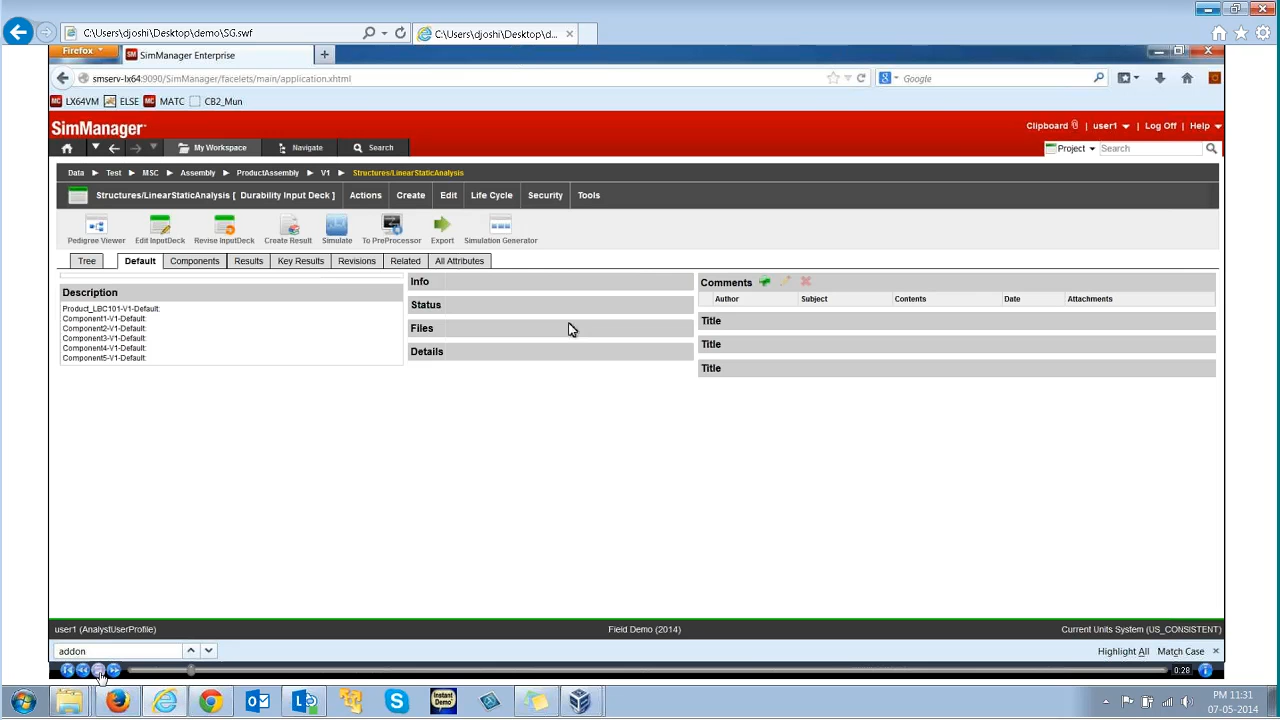 C:\Users\djoshi\Desktop\demo\SG.swf
C:\Users\djoshi\Desktop\d...
Firefox
SimManager Enterprise
smserv-lx64:9090/SimManager/facelets/main/application.xhtml
Google
LX64VM ELSE MATC CB2_Mun
SimManager
Clipboard user1 Log Off Help
My Workspace Navigate Search
Project Search
Data Test MSC Assembly ProductAssembly V1 Structures/LinearStaticAnalysis
Structures/LinearStaticAnalysis [ Durability Input Deck ] Actions Create Edit Life Cycle Security Tools
Pedigree Viewer Edit InputDeck Revise InputDeck Create Result Simulate To PreProcessor Export Simulation Generator
Tree Default Components Results Key Results Revisions Related All Attributes
Description
Product_LBC101-V1-Default:
Component1-V1-Default:
Component2-V1-Default:
Component3-V1-Default:
Component4-V1-Default:
Component5-V1-Default:
Info
Status
Files
Details
Comments
Author Subject Contents Date Attachments
Title
Title
Title
user1 (AnalystUserProfile) Field Demo (2014) Current Units System (US_CONSISTENT)
addon
Highlight All Match Case
0:28
Instant
Demo
PM 11:31
07-05-2014